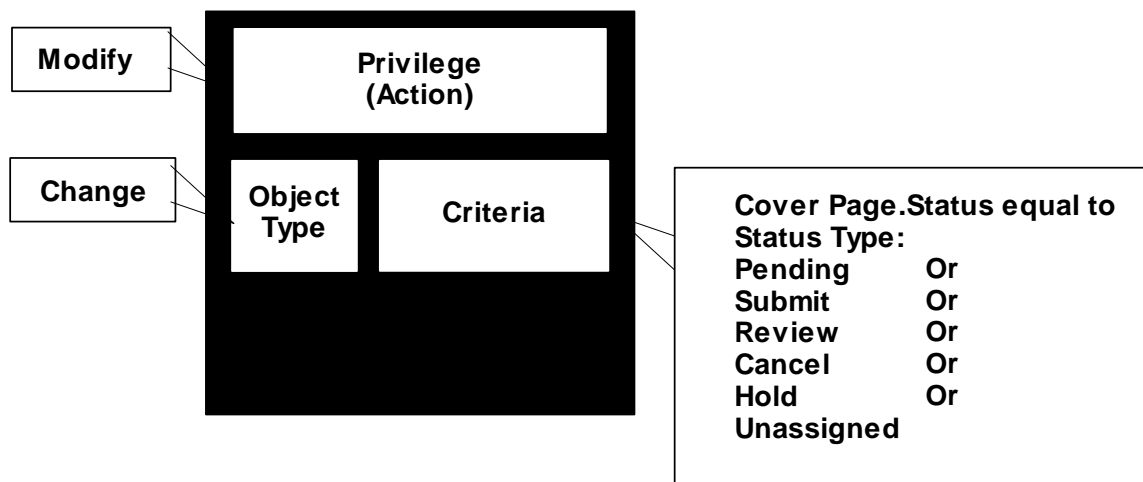 Modify
Privilege
(Action)
Change
Object
Type
Criteria
Cover Page.Status equal to
Status Type:
Pending Or
Submit Or
Review Or
Cancel Or
Hold Or
Unassigned